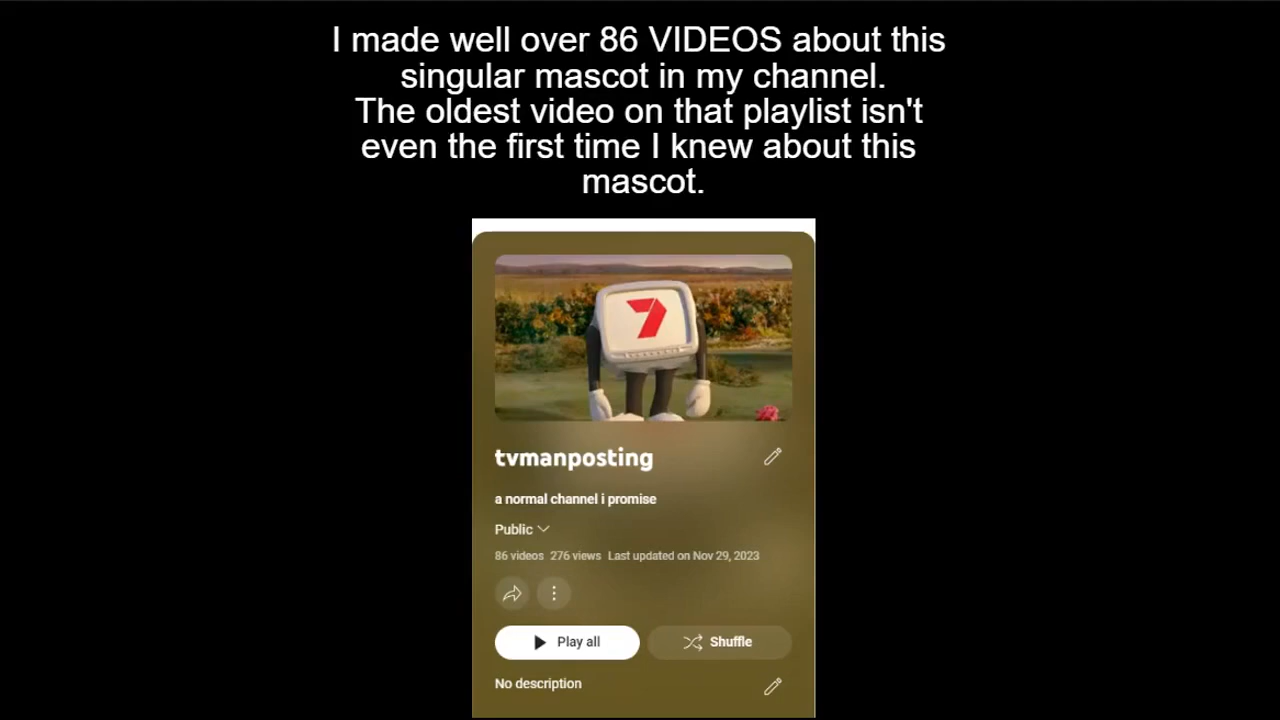 I made well over 86 VIDEOS about this
singular mascot in my channel.
The oldest video on that playlist isn't
even the first time I knew about this
mascot.
7
tvmanposting
a normal channel i promise
Public
86 videos 276 views Last updated on Nov 29, 2023
Play all Shuffle
No description